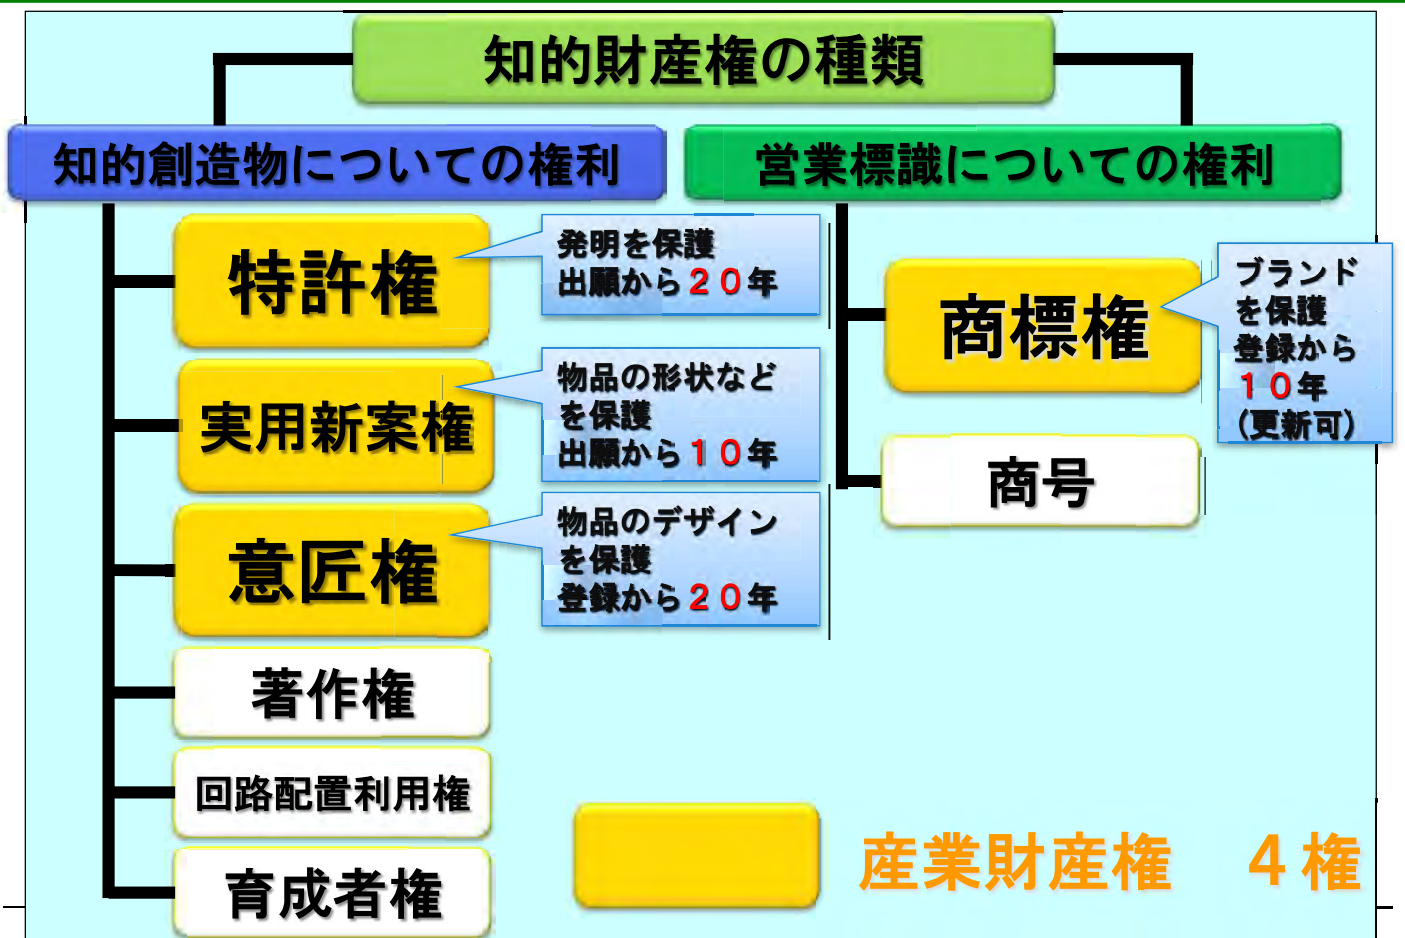 知的財産権の種類
知的創造物についての権利
特許権
発明を保護
出願から２０年
実用新案権
物品の形状など
を保護
出願から１０年
意匠権
物品のデザイン
を保護
登録から２０年
著作権
回路配置利用権
育成者権
営業標識についての権利
商標権
ブランド
を保護
登録から
１０年
（更新可）
商号
産業財産権　４権